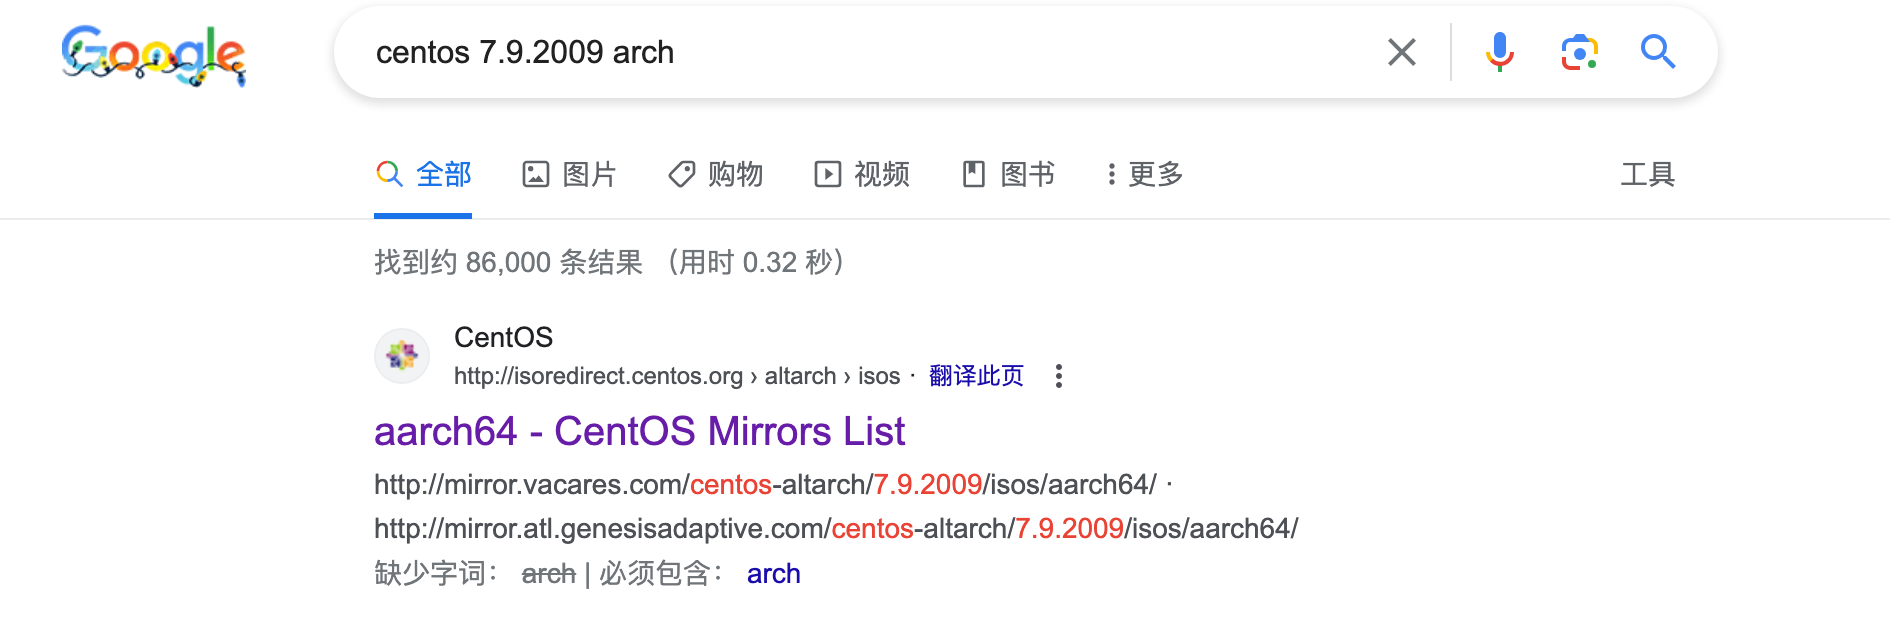 Google
centos 7.9.2009 arch
全部 图片 购物 视频 图书 更多 工具
找到约 86,000 条结果 （用时 0.32 秒）
CentOS
http://isoredirect.centos.org › altarch › isos · 翻译此页
aarch64 - CentOS Mirrors List
http://mirror.vacares.com/centos-altarch/7.9.2009/isos/aarch64/ ·
http://mirror.atl.genesisadaptive.com/centos-altarch/7.9.2009/isos/aarch64/
缺少字词： arch | 必须包含： arch